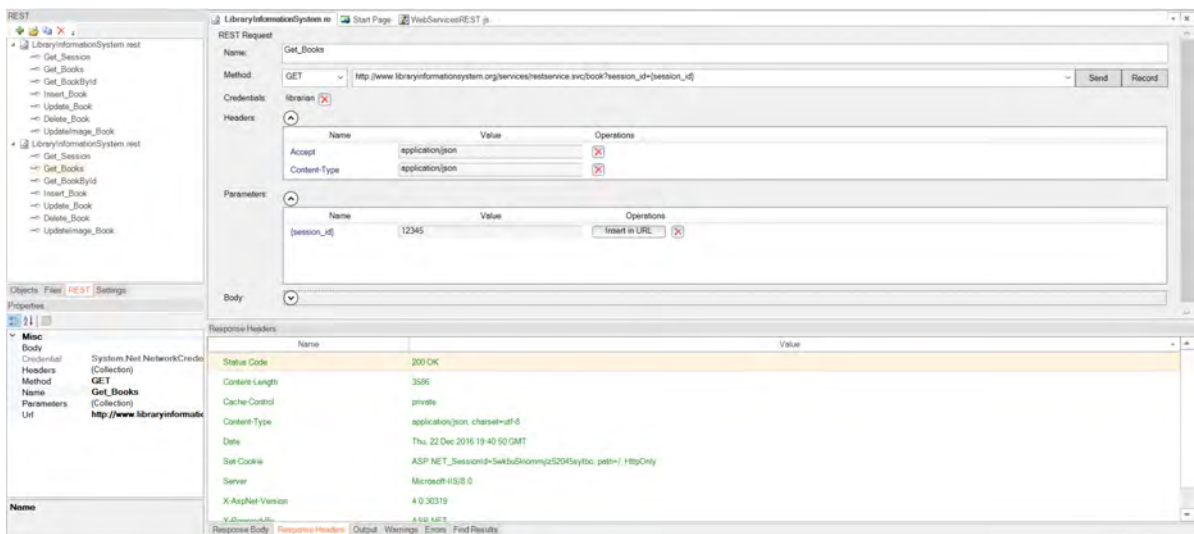 REST
LibraryInformationSystem.rest
Get_Session
Get_Books
Get_BookById
Insert_Book
Update_Book
Delete_Book
UpdateImage_Book
LibraryInformationSystem.rest
Get_Session
Get_Books
Get_BookById
Insert_Book
Update_Book
Delete_Book
UpdateImage_Book
Objects Files REST Settings
Properties
Misc
Body
Credential System.Net.NetworkCrede
Headers (Collection)
Method GET
Name Get_Books
Parameters (Collection)
Url http://www.libraryinformatic
Name
LibraryInformationSystem.re Start Page WebServicesREST.js
REST Request
Name: Get_Books
Method: GET http://www.libraryinformationsystem.org/services/restservice.svc/book?session_id={session_id} Send Record
Credentials: librarian
Headers:
Name Value Operations
Accept application/json
Content-Type application/json
Parameters:
Name Value Operations
{session_id} 12345 Insert in URL
Body:
Response Headers
Name Value
Status Code 200 OK
Content-Length 3586
Cache-Control private
Content-Type application/json; charset=utf-8
Date Thu, 22 Dec 2016 19:40:50 GMT
Set-Cookie path=/; HttpOnly
Server Microsoft-IIS/8.0
X-AspNet-Version 4.0.30319
X-Powered-By ASP.NET
Response Body Response Headers Output Warnings Errors Find Results